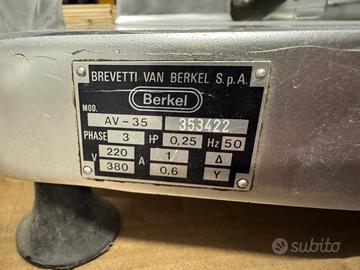 BREVETTI VAN BERKEL S.p.A.
Berkel
MOD.
AV-35 353422
PHASE 3 HP 0,25 Hz 50
V 220 A 1 Δ
380 0,6 Y
subito